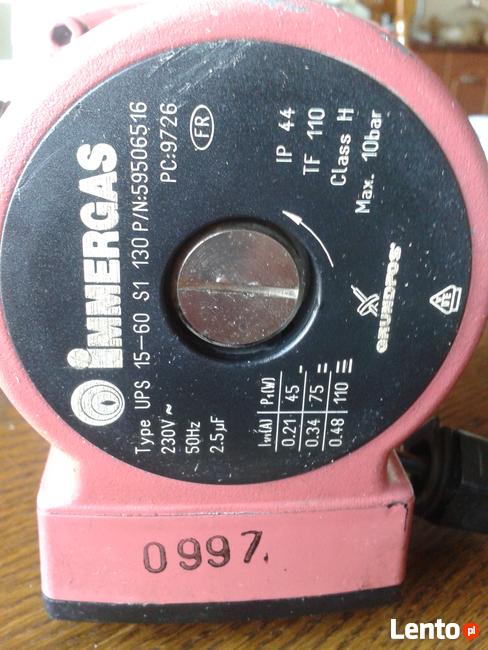 IMMERGAS
Type UPS 15-60 S1 130 P/N:59506516
230V ~ PC:9726
50Hz FR
2.5µF
IP 44
TF 110
Class H
Max. 10bar
I₁/₁(A) P₁(W)
0.21 45
0.34 75
0.48 110
GRUNDFOS
0997.
Lento pl